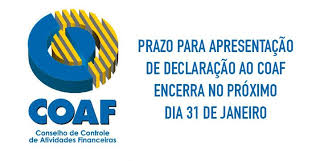 COAF
Conselho de Controle
de Atividades Financeiras
PRAZO PARA APRESENTAÇÃO
DE DECLARAÇÃO AO COAF
ENCERRA NO PRÓXIMO
DIA 31 DE JANEIRO